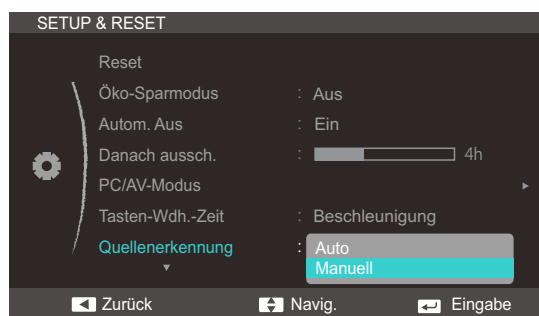 SETUP & RESET
Reset
Öko-Sparmodus : Aus
Autom. Aus : Ein
Danach aussch. : 4h
PC/AV-Modus
Tasten-Wdh.-Zeit : Beschleunigung
Quellenerkennung : Auto
Manuell
Zurück Navig. Eingabe